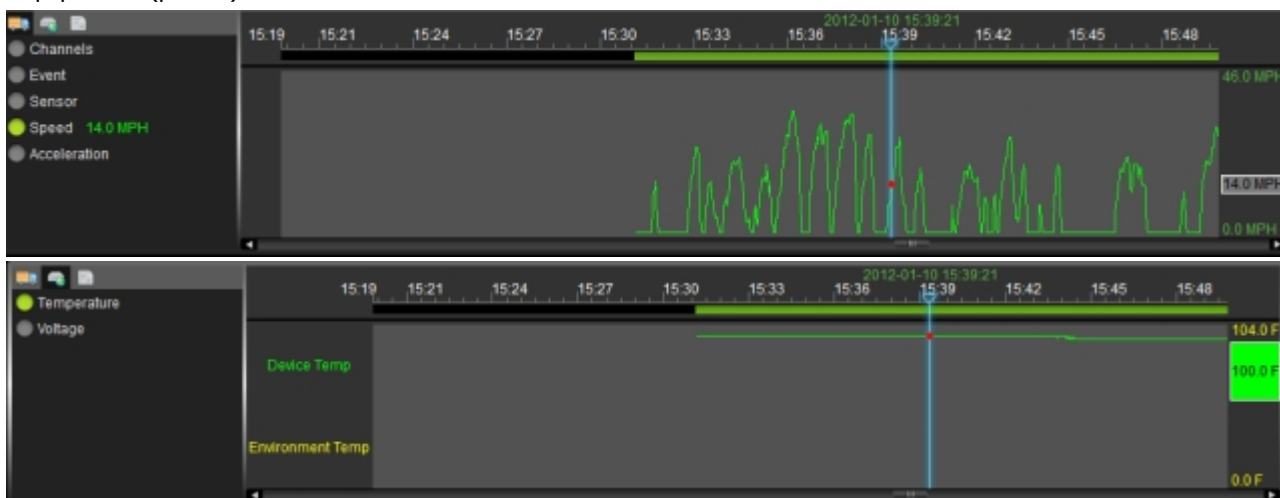 2012-01-10 15:39:21
15:19 15:21 15:24 15:27 15:30 15:33 15:36 15:39 15:42 15:45 15:48
Channels
Event
Sensor
Speed 14.0 MPH
Acceleration
46.0 MPH
14.0 MPH
0.0 MPH
2012-01-10 15:39:21
15:19 15:21 15:24 15:27 15:30 15:33 15:36 15:39 15:42 15:45 15:48
Temperature
Voltage
104.0 F
Device Temp
100.0 F
Environment Temp
0.0 F